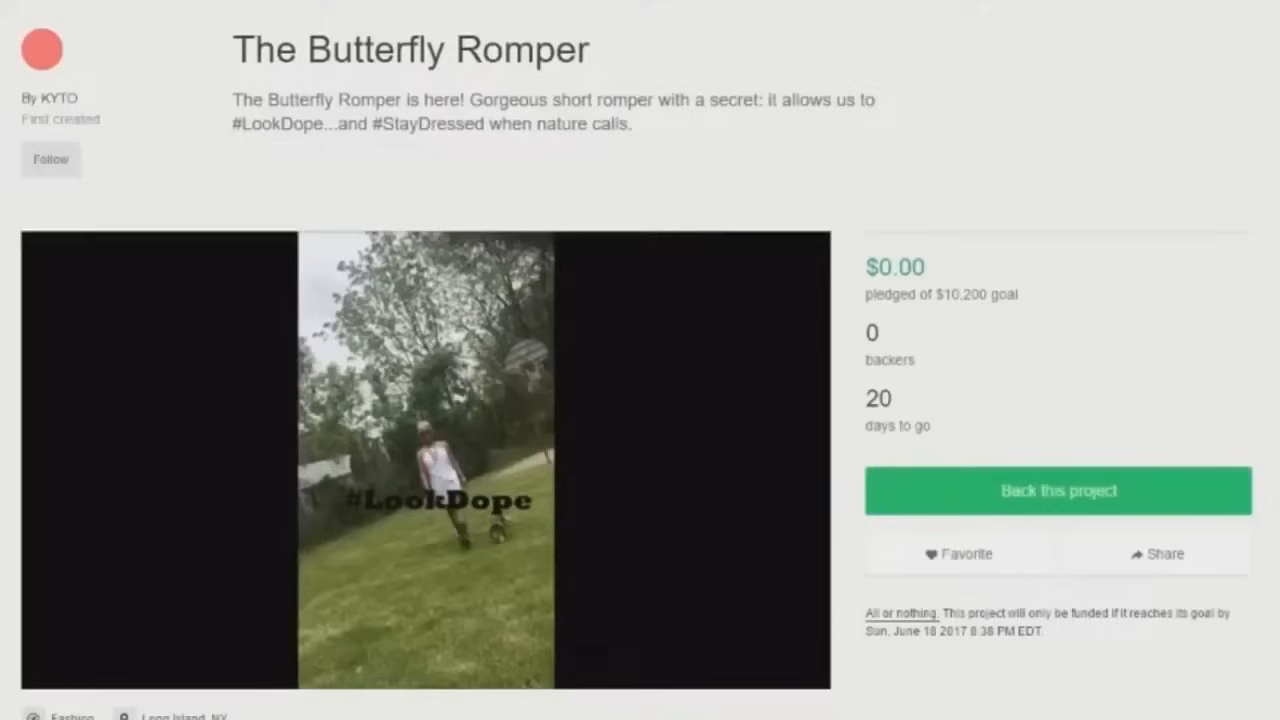 The Butterfly Romper
By KYTO
First created
Follow
The Butterfly Romper is here! Gorgeous short romper with a secret: it allows us to
#LookDope...and #StayDressed when nature calls.
#LookDope
$0.00
pledged of $10,200 goal
0
backers
20
days to go
Back this project
Favorite
Share
All or nothing. This project will only be funded if it reaches its goal by
Sun, June 18 2017 8:38 PM EDT.
Fashion
Long Island, NY